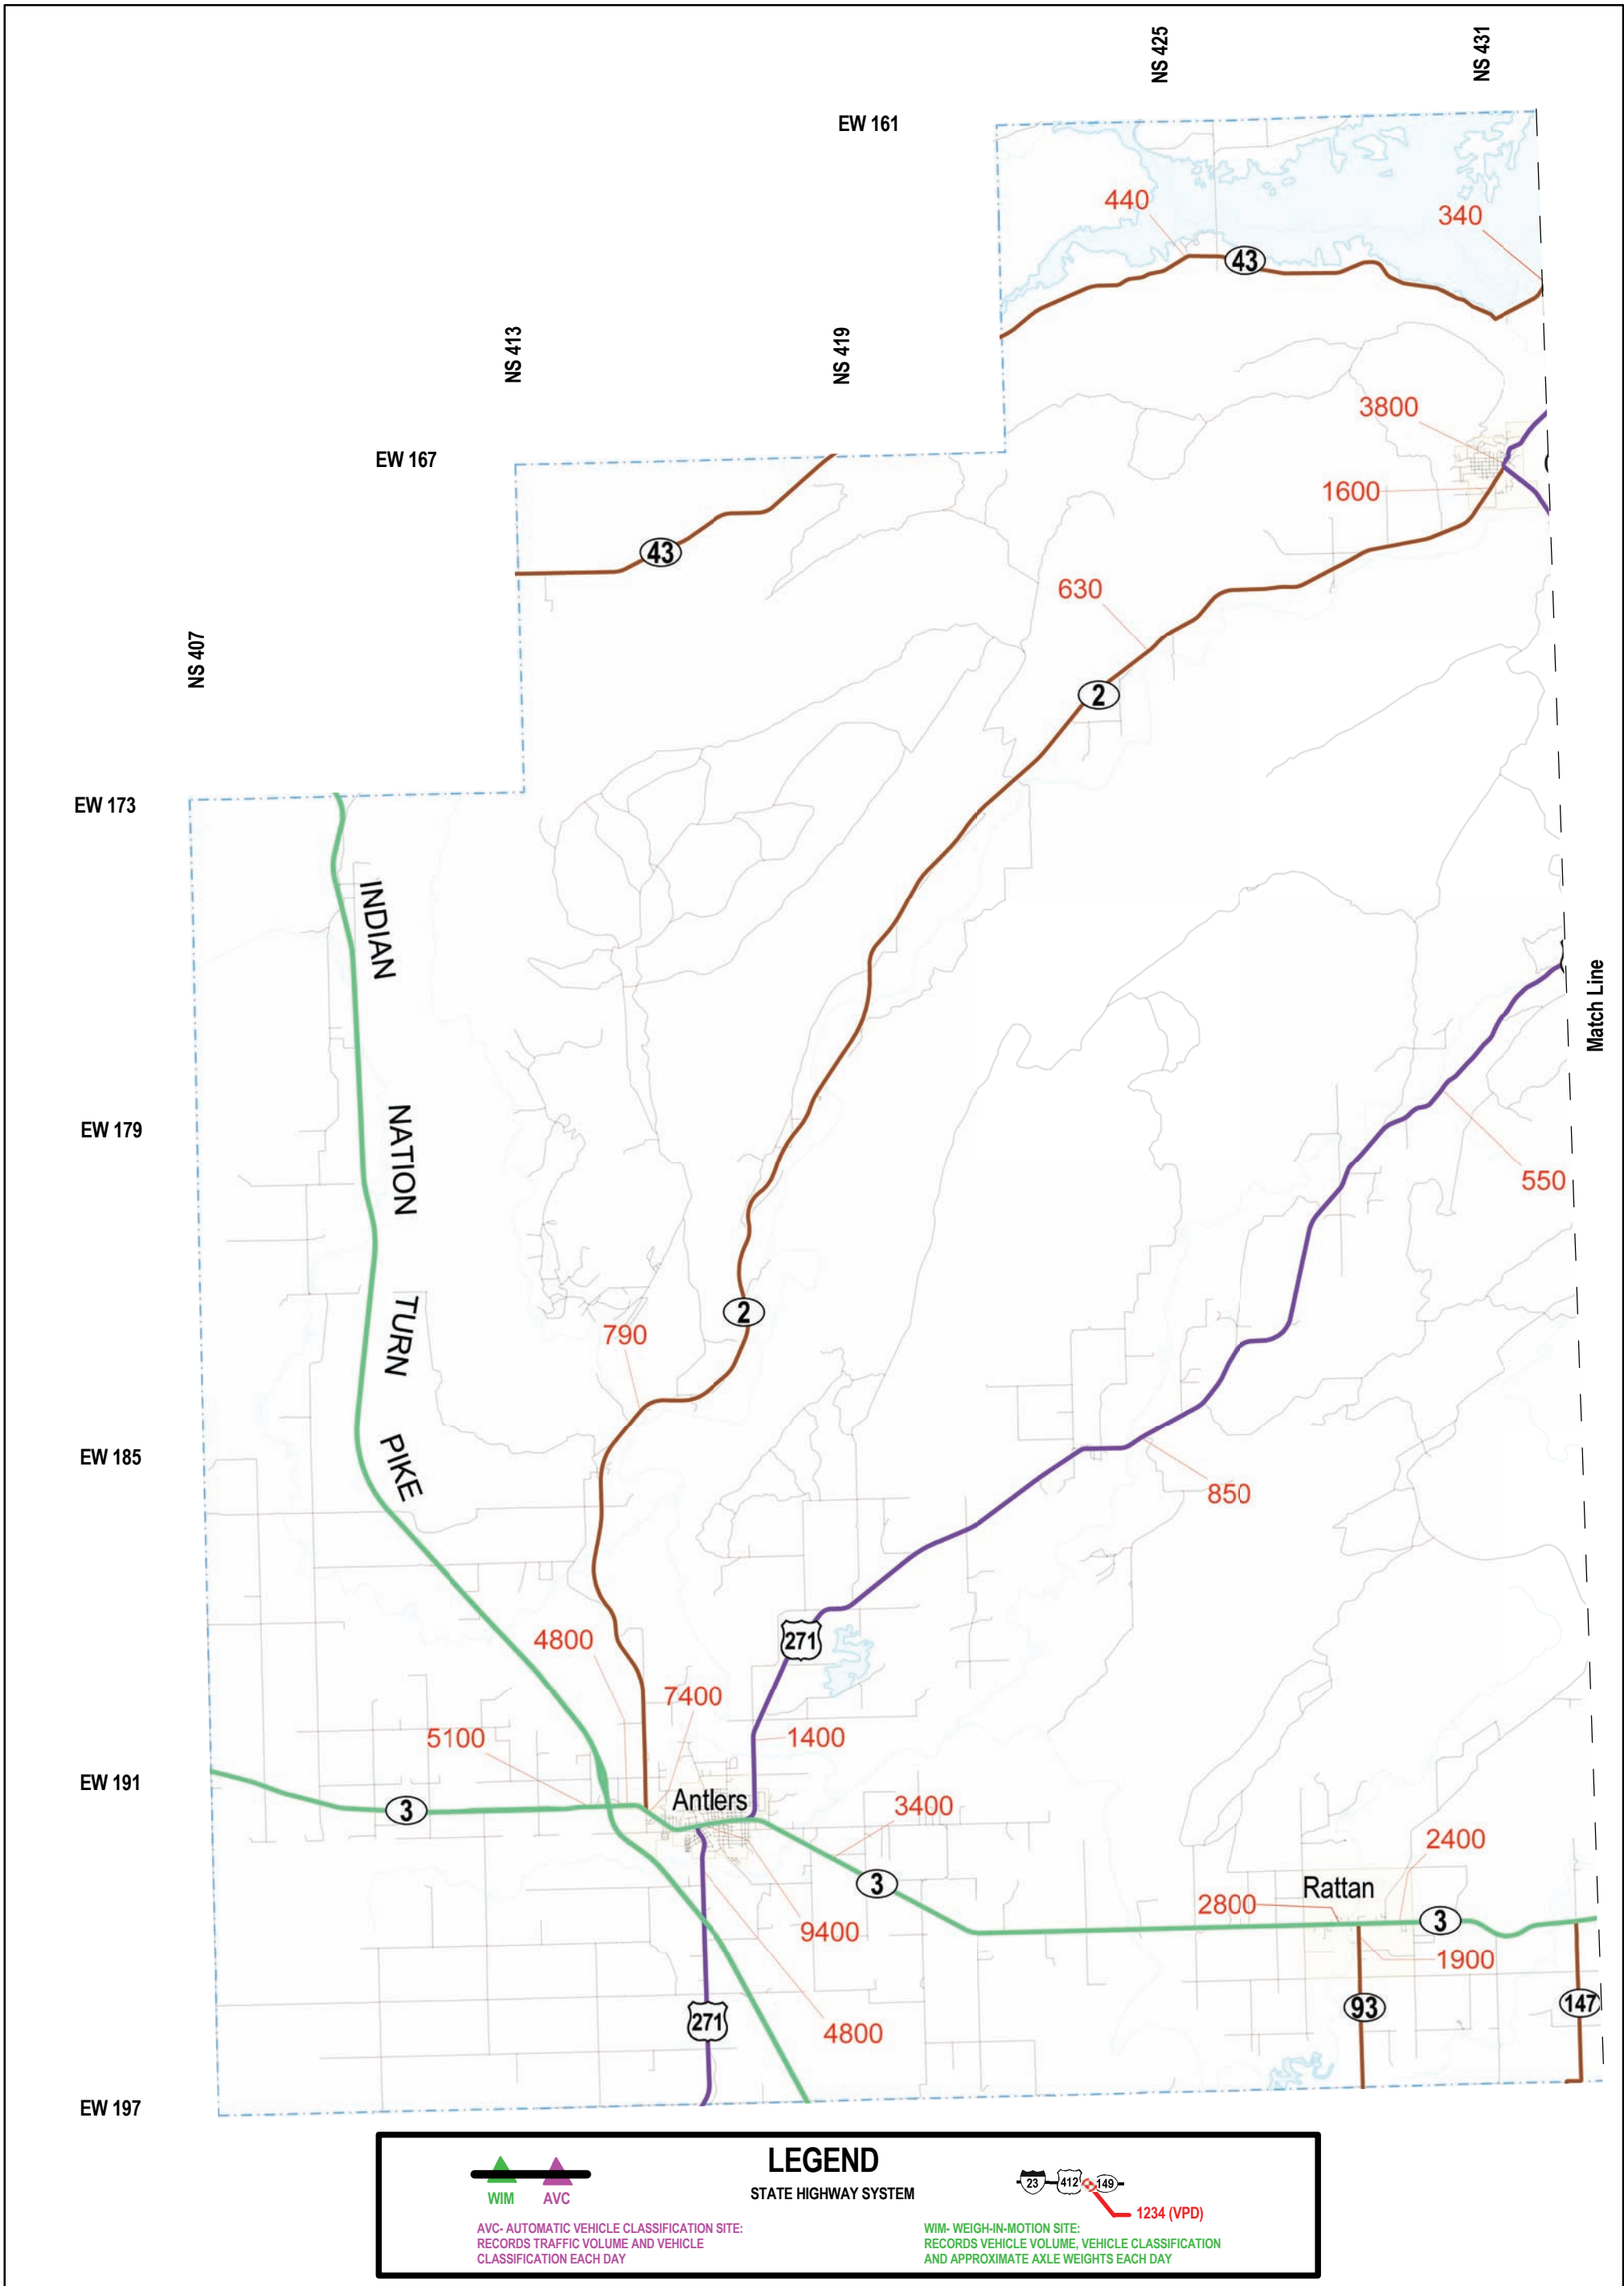 NS 425
NS 431
EW 161
440
340
43
NS 413
NS 419
3800
EW 167
1600
43
630
NS 407
2
EW 173
INDIAN
Match Line
NATION
EW 179
550
TURN
2
790
PIKE
EW 185
850
4800
271
7400
5100
1400
EW 191
Antlers
3
3400
2400
3
Rattan
2800
3
9400
1900
93
147
271
4800
EW 197
LEGEND
STATE HIGHWAY SYSTEM
WIM AVC
23 412 149
1234 (VPD)
AVC- AUTOMATIC VEHICLE CLASSIFICATION SITE:
RECORDS TRAFFIC VOLUME AND VEHICLE
CLASSIFICATION EACH DAY
WIM- WEIGH-IN-MOTION SITE:
RECORDS VEHICLE VOLUME, VEHICLE CLASSIFICATION
AND APPROXIMATE AXLE WEIGHTS EACH DAY